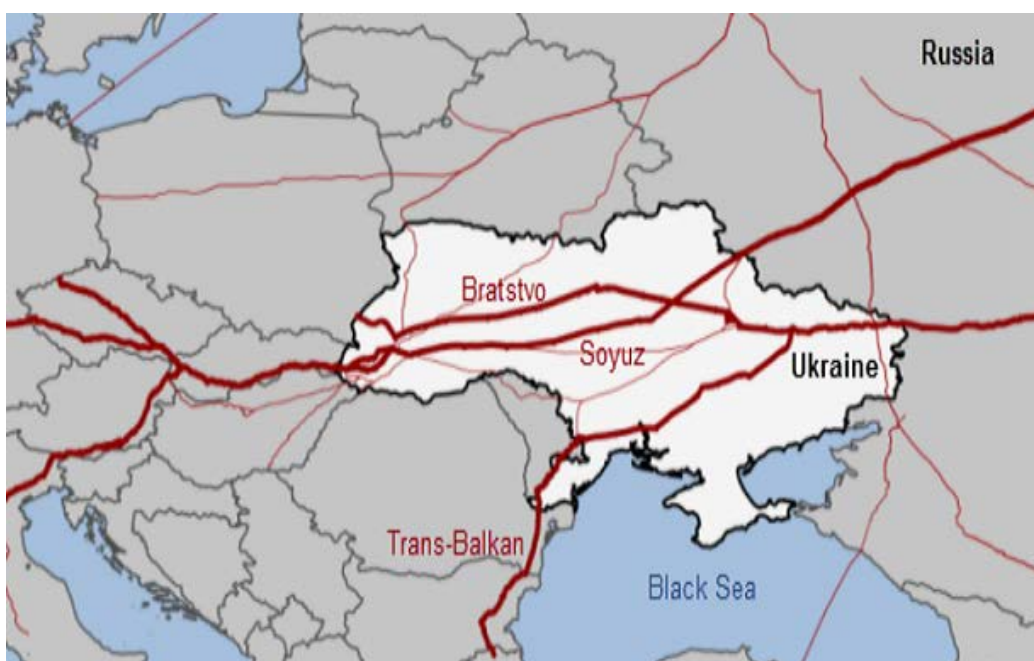 Russia
Bratstvo
Soyuz
Ukraine
Trans-Balkan
Black Sea